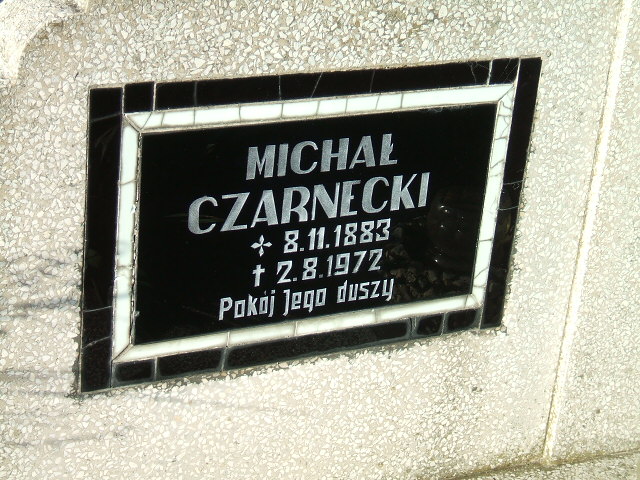 MICHAŁ
CZARNECKI
8.11.1883
† 2.8.1972
Pokój Jego duszy